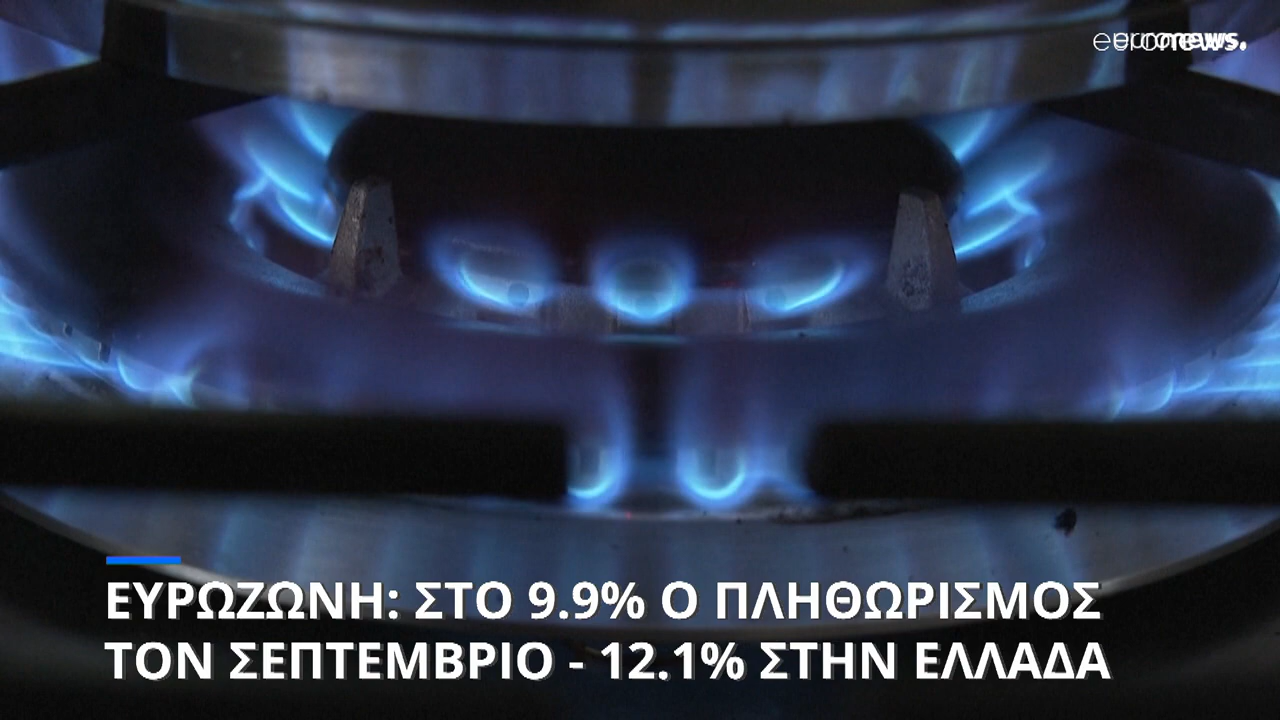 euronews.
ΕΥΡΩΖΩΝΗ: ΣΤΟ 9.9% Ο ΠΛΗΘΩΡΙΣΜΟΣ
ΤΟΝ ΣΕΠΤΕΜΒΡΙΟ - 12.1% ΣΤΗΝ ΕΛΛΑΔΑ